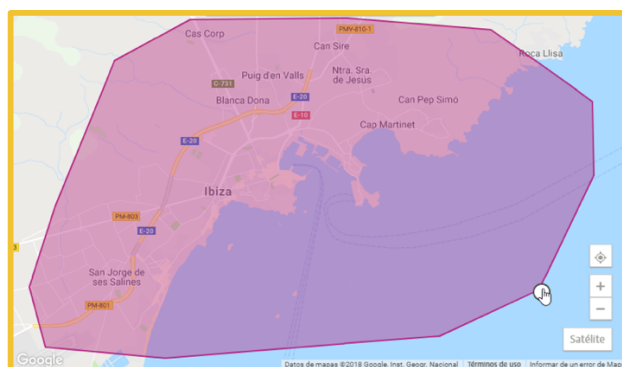 PMV-810-1
Cas Corp
Can Sire
Roca Llisa
Ntra. Sra.
de Jesús
Puig d'en Valls
C-731
E-20
Blanca Dona
Can Pep Simó
E-10
Cap Martinet
E-20
Ibiza
PM-803
E-20
San Jorge de
ses Salines
PM-801
+
−
Satélite
Google
Datos de mapas ©2018 Google, Inst. Geogr. Nacional
Términos de uso
Informar de un error de Map